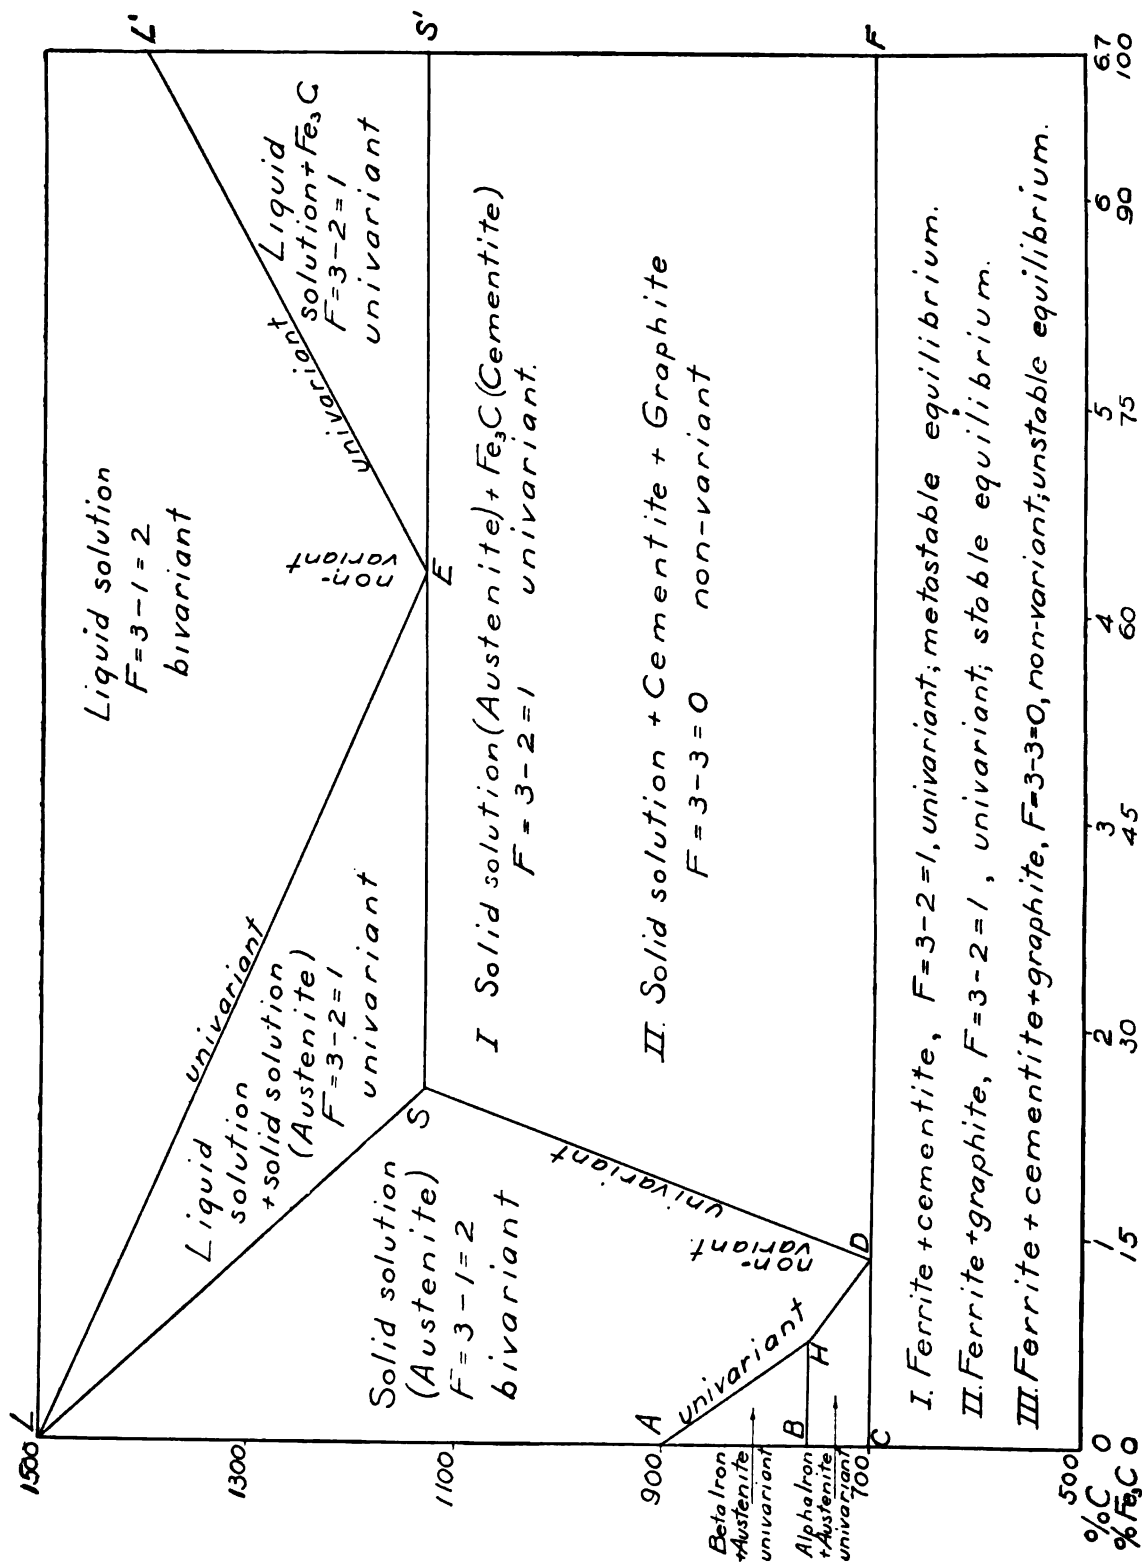 L
L'
S'
F
Liquid solution
F=3-1=2
bivariant
univariant
univariant
non-
variant
E
Liquid
solution+Fe₃C
F=3-2=1
univariant
Liquid
solution
+solid solution
(Austenite)
F=3-2=1
univariant
S
Solid solution
(Austenite)
F=3-1=2
bivariant
I Solid solution (Austenite)+Fe₃C (Cementite)
F=3-2=1 univariant.
II. Solid solution + Cementite + Graphite
F=3-3=0 non-variant
univariant
non-
variant.
D
A
univariant
H
B
C
Beta Iron
+Austenite
univariant
Alpha Iron
+Austenite
univariant
I. Ferrite+cementite, F=3-2=1, univariant; metastable equilibrium.
II. Ferrite+graphite, F=3-2=1, univariant; stable equilibrium.
III. Ferrite+cementite+graphite, F=3-3=0, non-variant; unstable equilibrium.
1500
1300
1100
900
700
500
%C 0 1 2 3 4 5 6 6.7
%Fe₃C 0 15 30 45 60 75 90 100